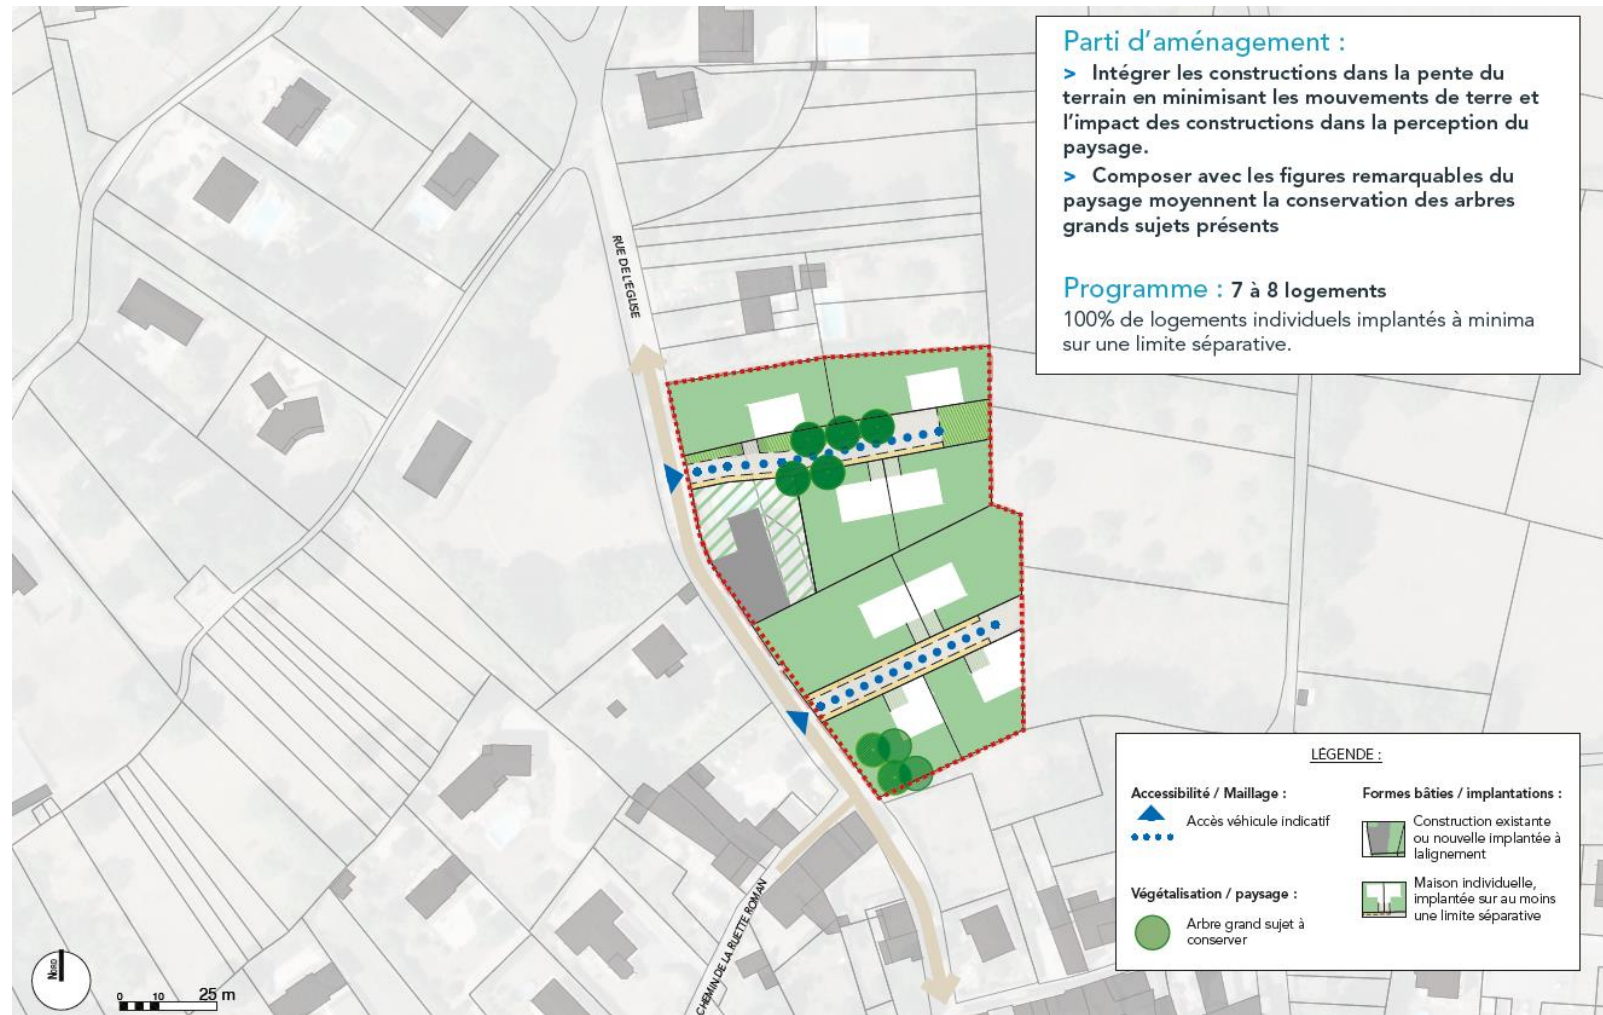 Parti d'aménagement :
> Intégrer les constructions dans la pente du
terrain en minimisant les mouvements de terre et
l'impact des constructions dans la perception du
paysage.
> Composer avec les figures remarquables du
paysage moyennent la conservation des arbres
grands sujets présents
Programme : 7 à 8 logements
100% de logements individuels implantés à minima
sur une limite séparative.
RUE DE L'EGLISE
CHEMIN DE LA RUETTE ROMAN
LÉGENDE :
Accessibilité / Maillage :
Accès véhicule indicatif
Végétalisation / paysage :
Arbre grand sujet à
conserver
Formes bâties / implantations :
Construction existante
ou nouvelle implantée à
lalignement
Maison individuelle,
implantée sur au moins
une limite séparative
NORD
0 10 25 m